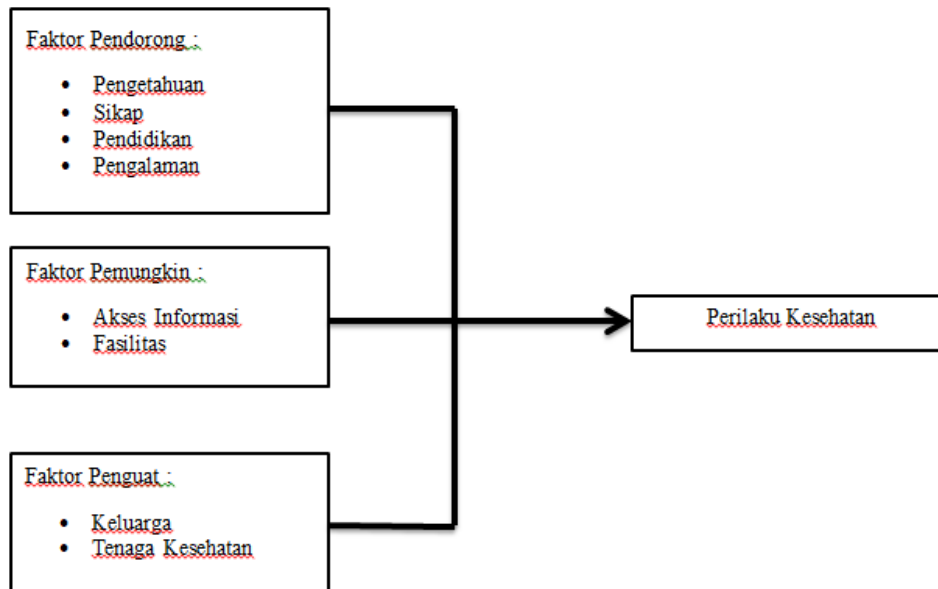 Faktor Pendorong :
• Pengetahuan
• Sikap
• Pendidikan
• Pengalaman
Faktor Pemungkin :
• Akses Informasi
• Fasilitas
Perilaku Kesehatan
Faktor Penguat :
• Keluarga
• Tenaga Kesehatan